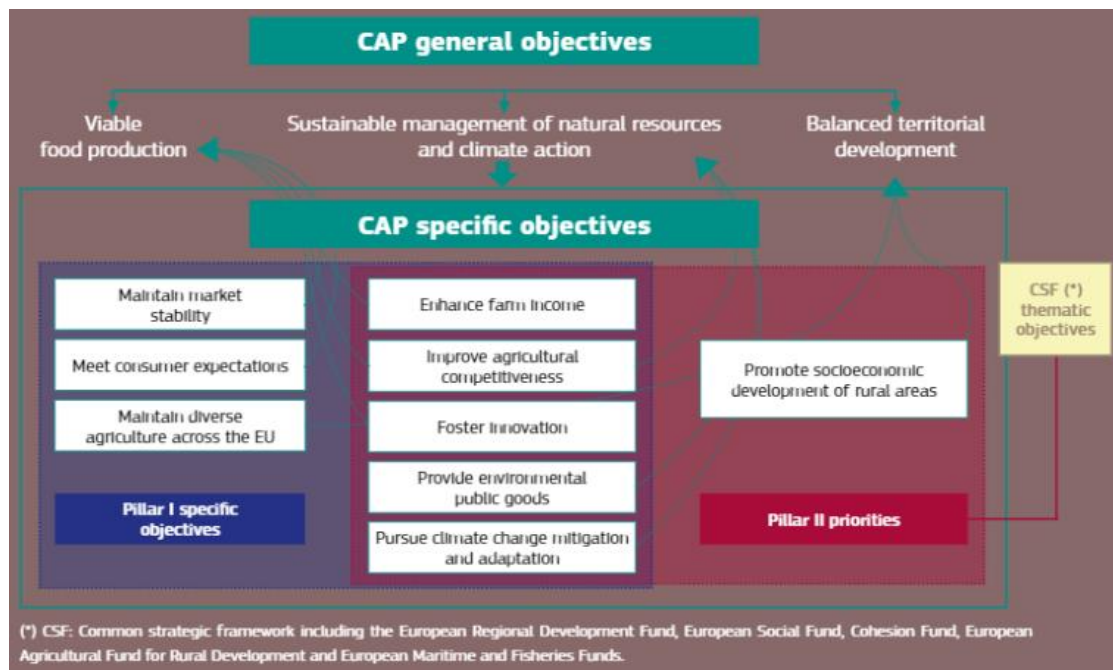 CAP general objectives
Viable
food production
Sustainable management of natural resources
and climate action
Balanced territorial
development
CAP specific objectives
Maintain market
stability
Meet consumer expectations
Maintain diverse
agriculture across the EU
Pillar I specific
objectives
Enhance farm income
Improve agricultural
competitiveness
Foster innovation
Provide environmental
public goods
Pursue climate change mitigation
and adaptation
Promote socioeconomic
development of rural areas
Pillar II priorities
CSF (*)
thematic
objectives
(*) CSF: Common strategic framework including the European Regional Development Fund, European Social Fund, Cohesion Fund, European
Agricultural Fund for Rural Development and European Maritime and Fisheries Funds.